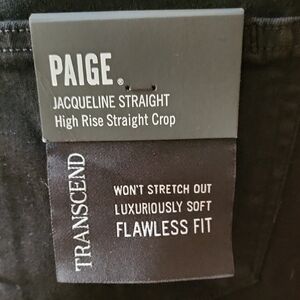 PAIGE®
JACQUELINE STRAIGHT
High Rise Straight Crop
TRANSCEND
WON'T STRETCH OUT
LUXURIOUSLY SOFT
FLAWLESS FIT